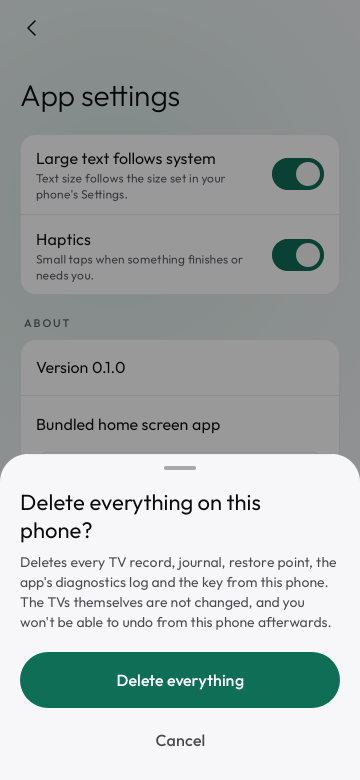 App settings
Large text follows system
Text size follows the size set in your
phone's Settings.
Haptics
Small taps when something finishes or
needs you.
ABOUT
Version 0.1.0
Bundled home screen app
Delete everything on this
phone?
Deletes every TV record, journal, restore point, the
app's diagnostics log and the key from this phone.
The TVs themselves are not changed, and you
won't be able to undo from this phone afterwards.
Delete everything
Cancel